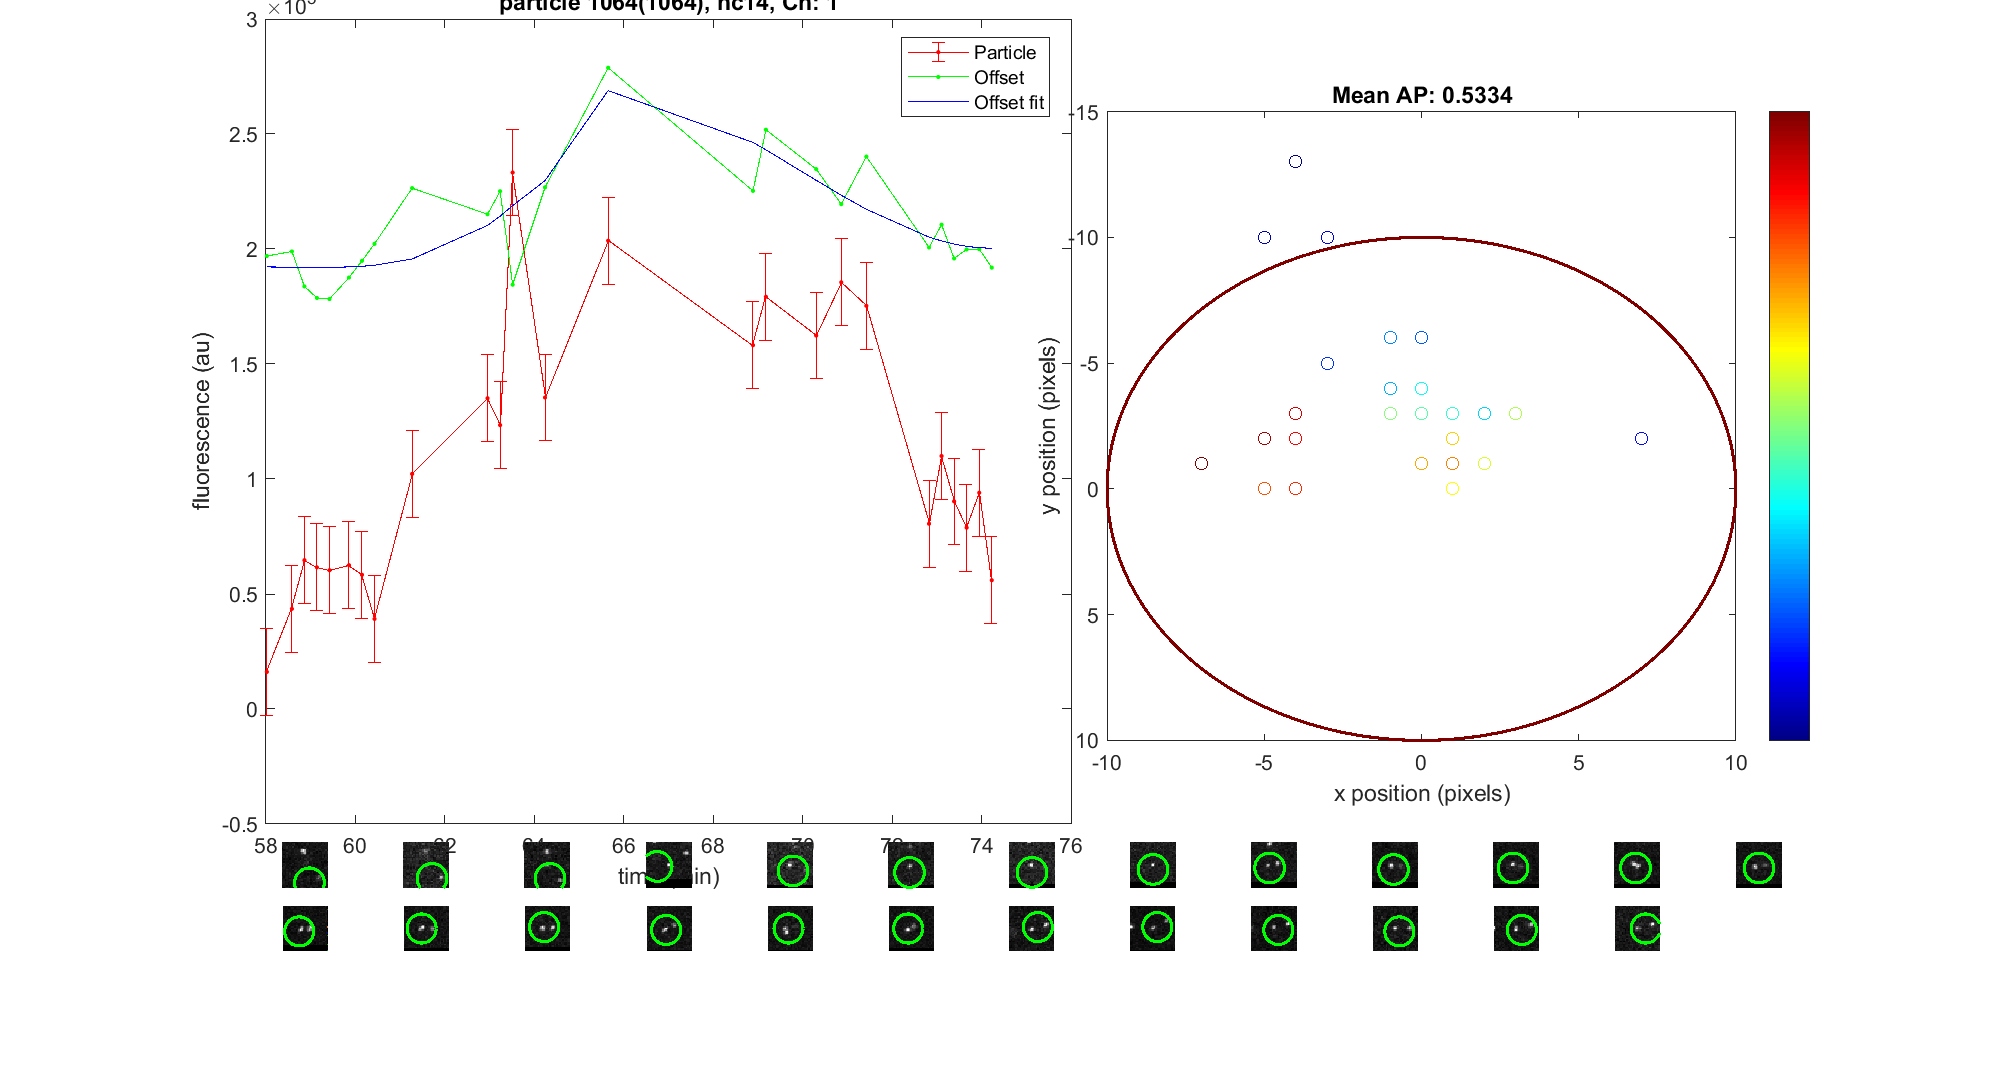 particle 1064(1064), nc14, Ch: 1
3
2.5
2
1.5
1
0.5
0
-0.5
fluorescence (au)
Particle
Offset
Offset fit
58 60 66 68 74 76
Mean AP: 0.5334
-15
-10
-5
0
5
10
y position (pixels)
-10 -5 0 5 10
x position (pixels)